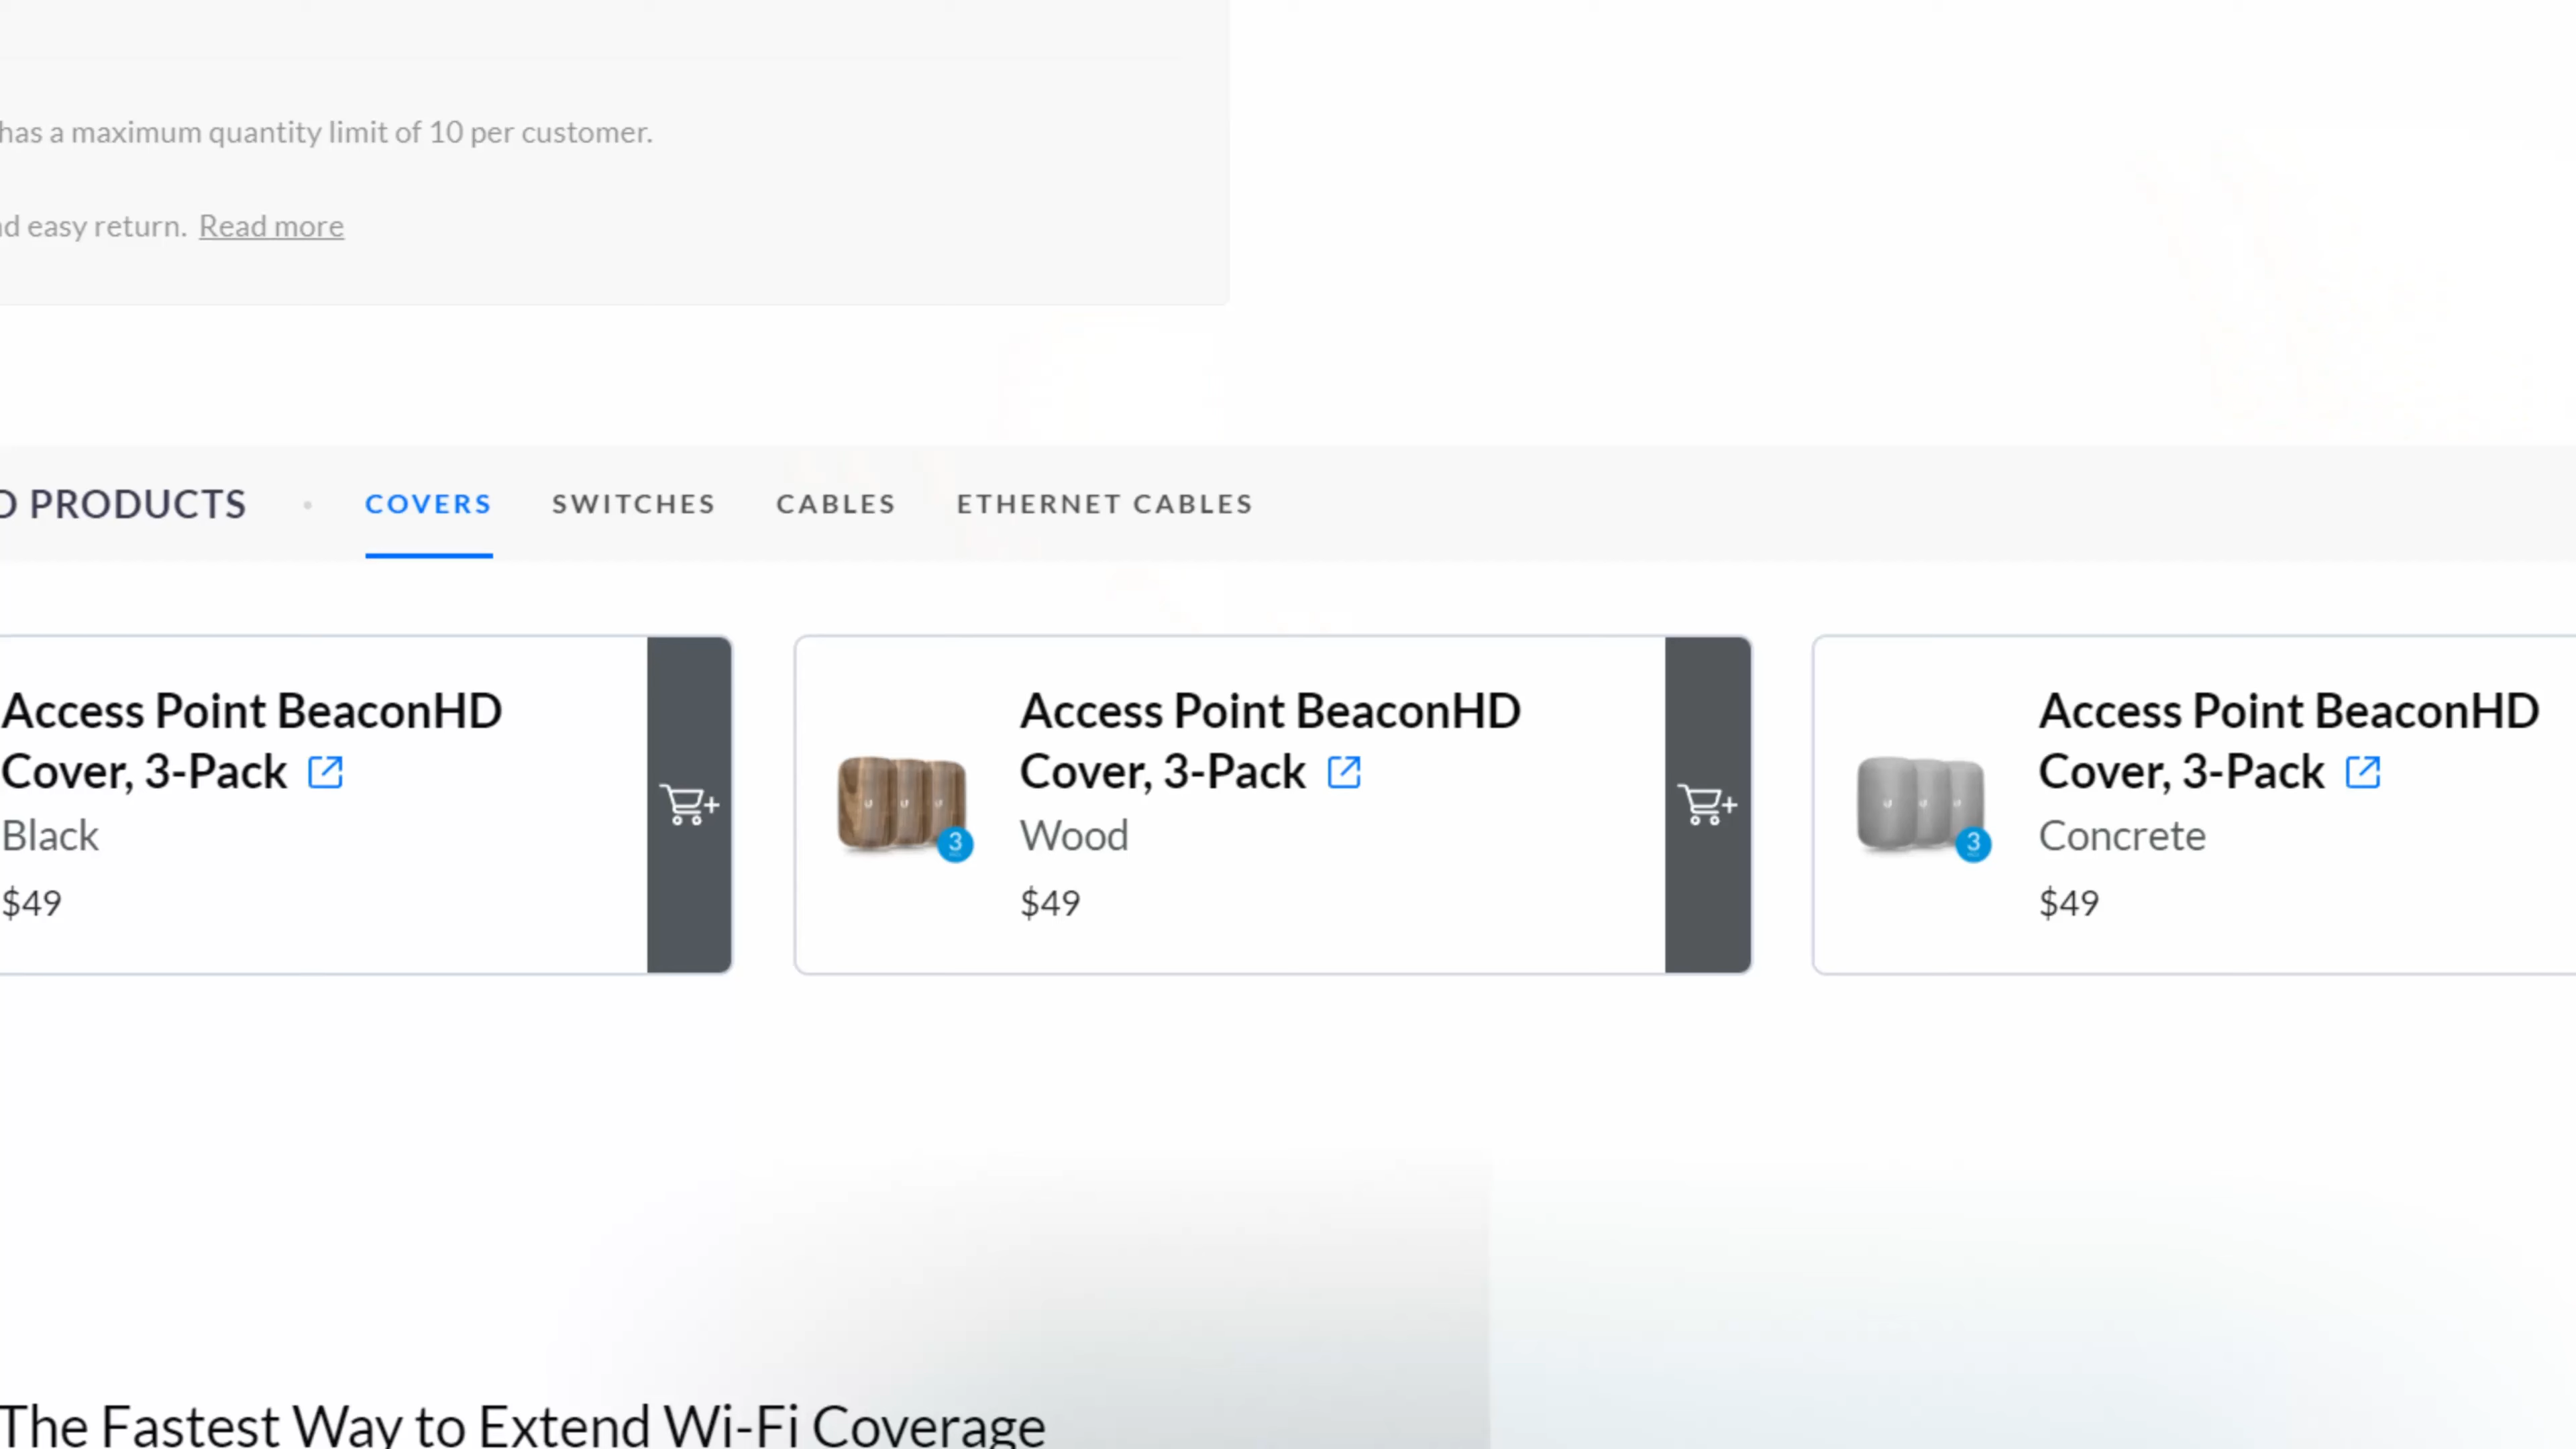 has a maximum quantity limit of 10 per customer.
easy return. Read more
PRODUCTS • COVERS SWITCHES CABLES ETHERNET CABLES
Access Point BeaconHD
Cover, 3-Pack
Black
$49
3
Access Point BeaconHD
Cover, 3-Pack
Wood
$49
3
Access Point BeaconHD
Cover, 3-Pack
Concrete
$49
The Fastest Way to Extend Wi-Fi Coverage